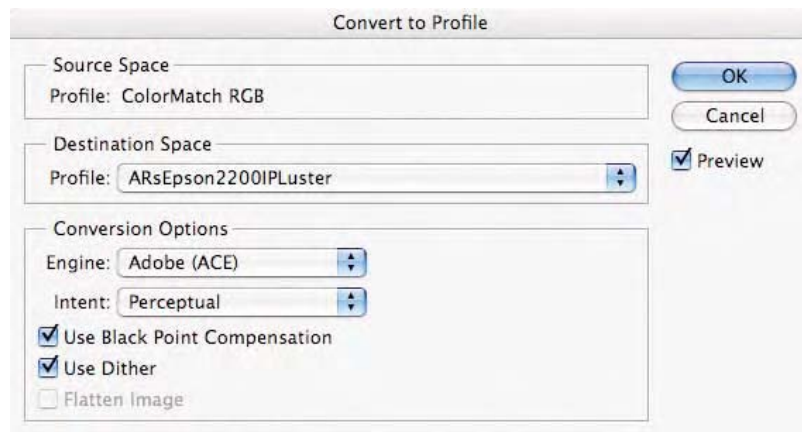 Convert to Profile
Source Space
Profile: ColorMatch RGB
OK
Cancel
Preview
Destination Space
Profile: ARsEpson2200IPLuster
Conversion Options
Engine: Adobe (ACE)
Intent: Perceptual
Use Black Point Compensation
Use Dither
Flatten Image